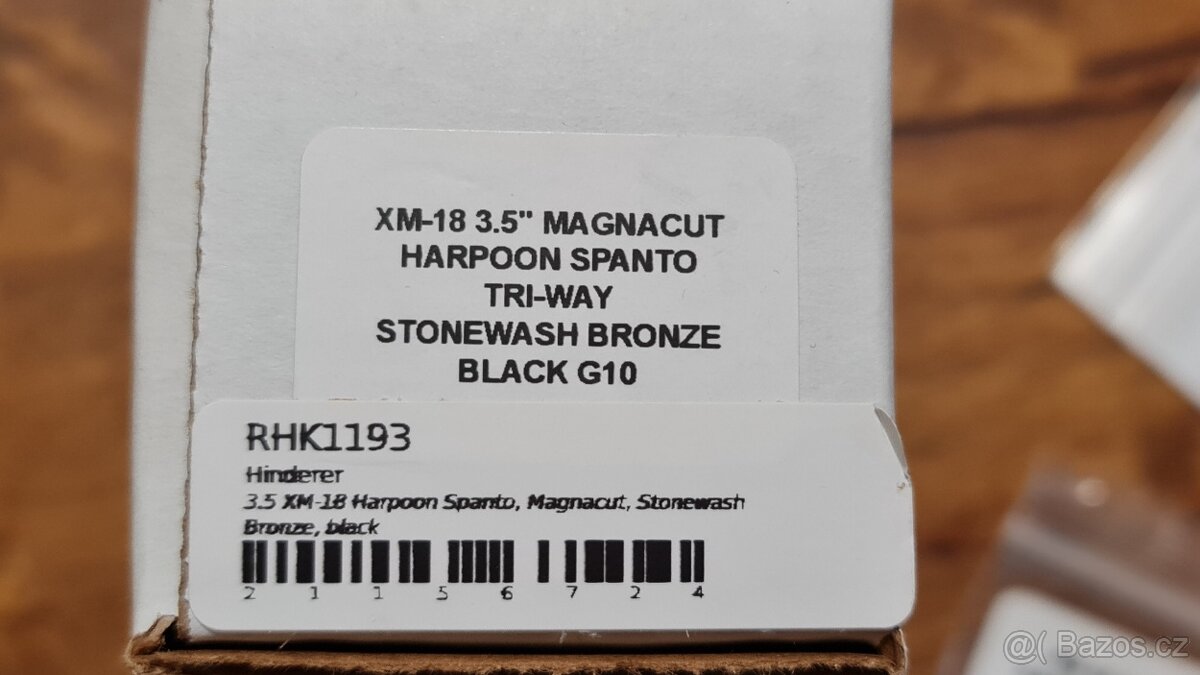 XM-18 3.5" MAGNACUT
HARPOON SPANTO
TRI-WAY
STONEWASH BRONZE
BLACK G10
RHK1193
Hinderer
3.5 XM-18 Harpoon Spanto, Magnacut, Stonewash
Bronze, black
2 1 1 5 6 7 2 4
@( Bazos.cz